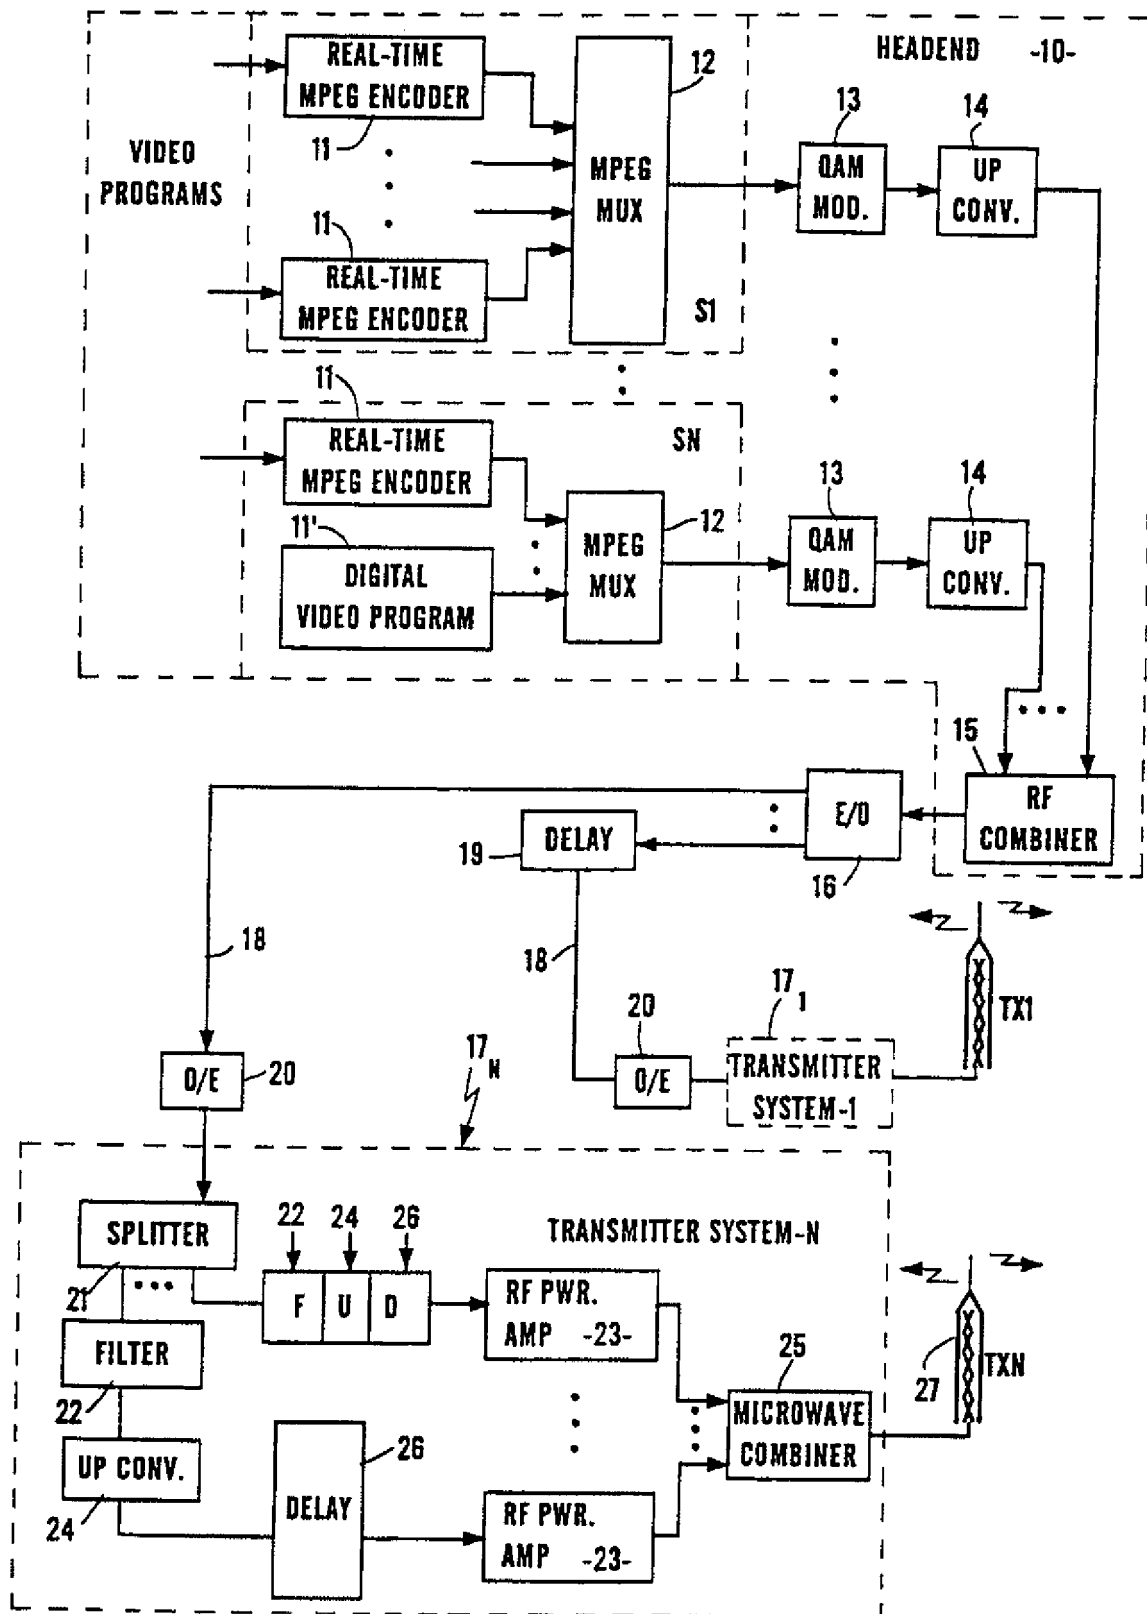 HEADEND -10-
REAL-TIME
MPEG ENCODER
12
13
14
11
VIDEO
PROGRAMS
MPEG
MUX
QAM
MOD.
UP
CONV.
11
REAL-TIME
MPEG ENCODER
S1
11
REAL-TIME
MPEG ENCODER
SN
13
14
11'
12
DIGITAL
VIDEO PROGRAM
MPEG
MUX
QAM
MOD.
UP
CONV.
15
RF
COMBINER
E/O
16
DELAY
19
18
18
20
17 1
TX1
O/E
20
17 N
O/E
TRANSMITTER
SYSTEM-1
SPLITTER
21
22
24
26
TRANSMITTER SYSTEM-N
F U D
RF PWR.
AMP -23-
FILTER
22
25
27
TXN
MICROWAVE
COMBINER
UP CONV.
24
26
DELAY
RF PWR.
AMP -23-